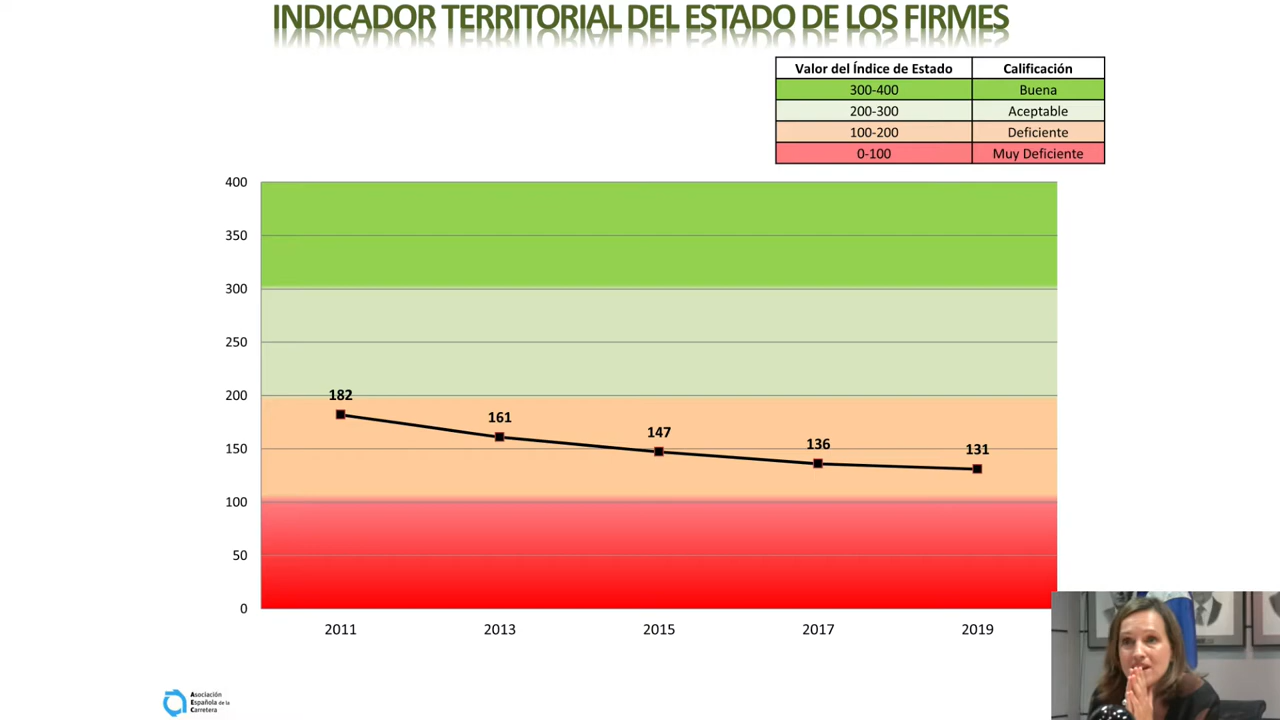 INDICADOR TERRITORIAL DEL ESTADO DE LOS FIRMES
Valor del Índice de Estado Calificación
300-400 Buena
200-300 Aceptable
100-200 Deficiente
0-100 Muy Deficiente
400
350
300
250
200
150
100
50
0
182
161
147
136
131
2011 2013 2015 2017 2019
Asociación
Española de la
Carretera